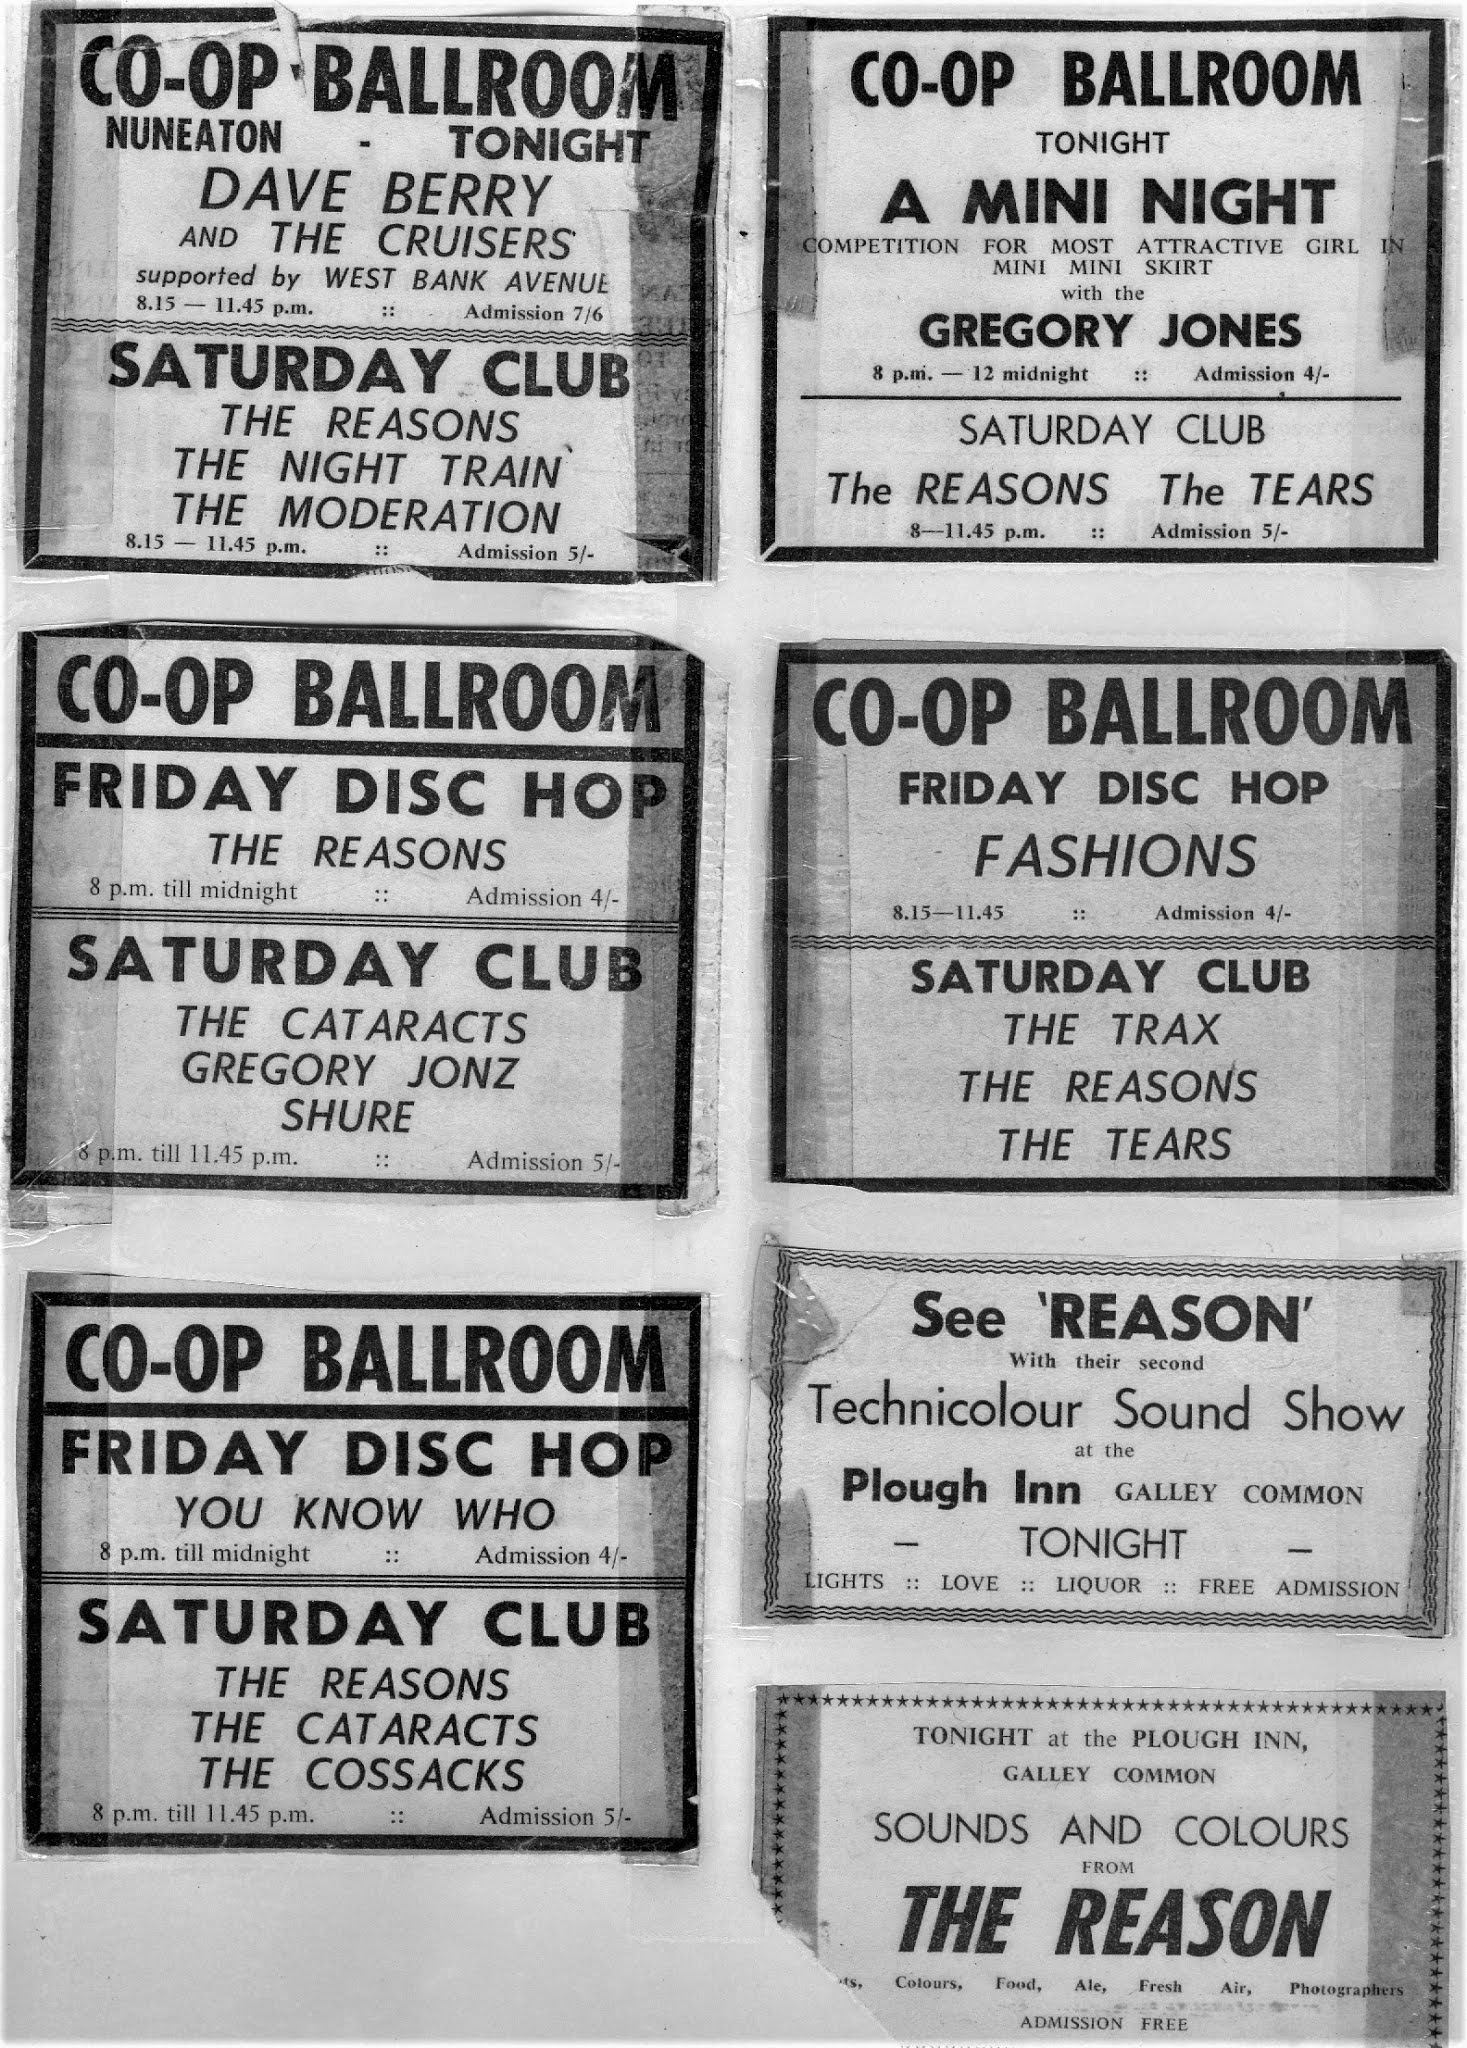 CO-OP BALLROOM
NUNEATON - TONIGHT
DAVE BERRY
AND THE CRUISERS
supported by WEST BANK AVENUE
8.15 — 11.45 p.m. :: Admission 7/6
SATURDAY CLUB
THE REASONS
THE NIGHT TRAIN
THE MODERATION
8.15 — 11.45 p.m. :: Admission 5/-
CO-OP BALLROOM
TONIGHT
A MINI NIGHT
COMPETITION FOR MOST ATTRACTIVE GIRL IN
MINI MINI SKIRT
with the
GREGORY JONES
8 p.m. — 12 midnight :: Admission 4/-
SATURDAY CLUB
The REASONS The TEARS
8—11.45 p.m. :: Admission 5/-
CO-OP BALLROOM
FRIDAY DISC HOP
THE REASONS
8 p.m. till midnight :: Admission 4/-
SATURDAY CLUB
THE CATARACTS
GREGORY JONZ
SHURE
8 p.m. till 11.45 p.m. :: Admission 5/-
CO-OP BALLROOM
FRIDAY DISC HOP
FASHIONS
8.15—11.45 :: Admission 4/-
SATURDAY CLUB
THE TRAX
THE REASONS
THE TEARS
CO-OP BALLROOM
FRIDAY DISC HOP
YOU KNOW WHO
8 p.m. till midnight :: Admission 4/-
SATURDAY CLUB
THE REASONS
THE CATARACTS
THE COSSACKS
8 p.m. till 11.45 p.m. :: Admission 5/-
See 'REASON'
With their second
Technicolour Sound Show
at the
Plough Inn GALLEY COMMON
— TONIGHT —
LIGHTS :: LOVE :: LIQUOR :: FREE ADMISSION
TONIGHT at the PLOUGH INN,
GALLEY COMMON
SOUNDS AND COLOURS
FROM
THE REASON
Colours, Food, Ale, Fresh Air, Photographers
ADMISSION FREE